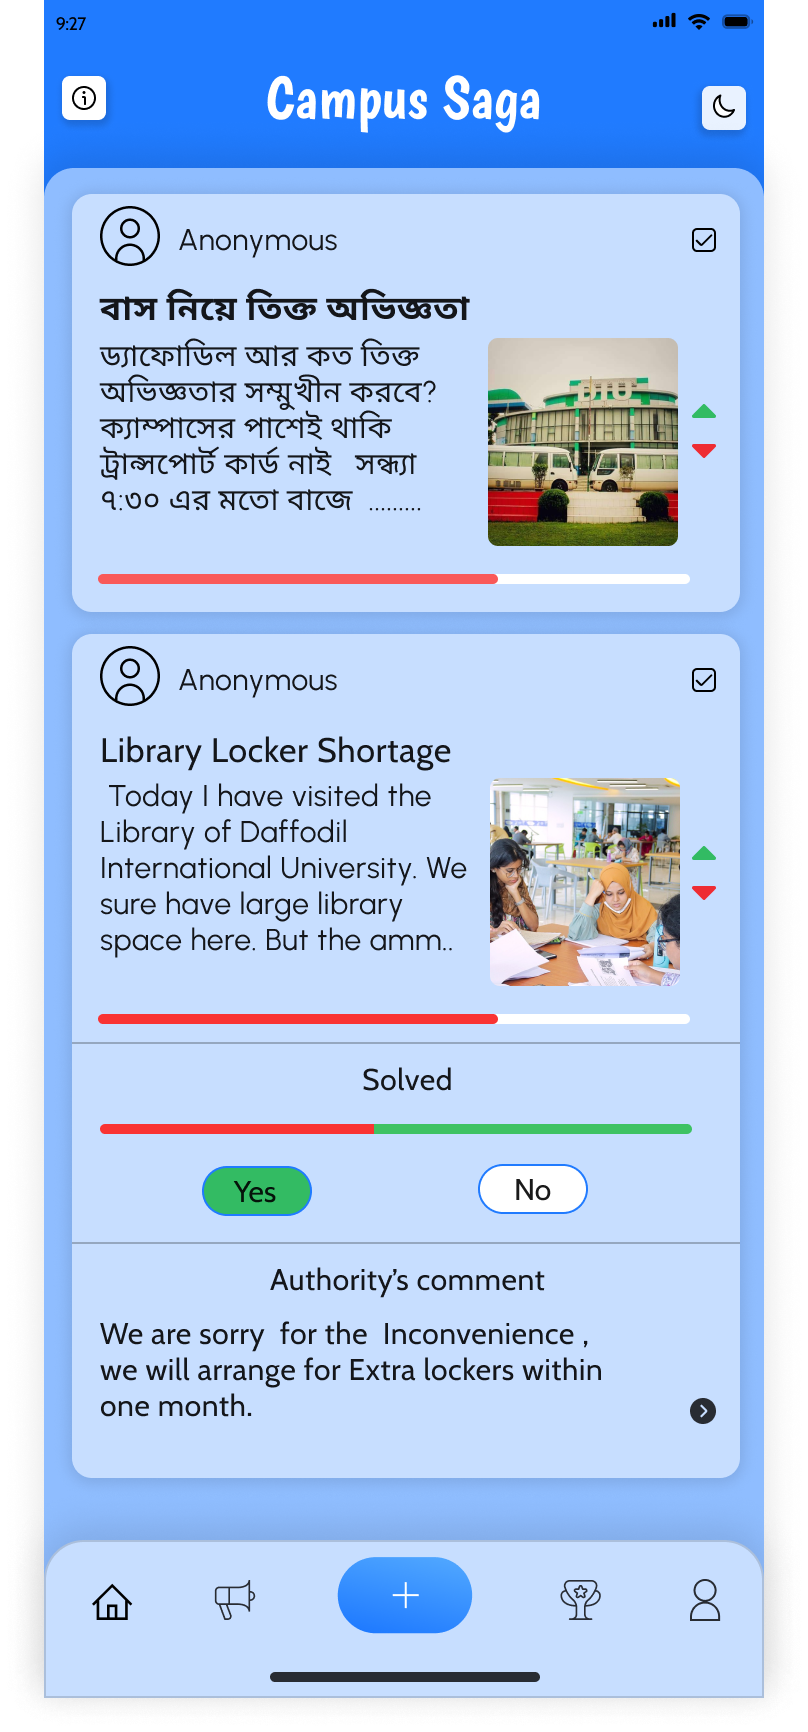 9:27
Campus Saga
Anonymous
বাস নিয়ে তিক্ত অভিজ্ঞতা
ড্যাফোডিল আর কত তিক্ত
অভিজ্ঞতার সম্মুখীন করবে?
ক্যাম্পাসের পাশেই থাকি
ট্রান্সপোর্ট কার্ড নাই সন্ধ্যা
৭:৩০ এর মতো বাজে .........
DIU
Anonymous
Library Locker Shortage
Today I have visited the
Library of Daffodil
International University. We
sure have large library
space here. But the amm..
Solved
Yes
No
Authority’s comment
We are sorry for the Inconvenience ,
we will arrange for Extra lockers within
one month.